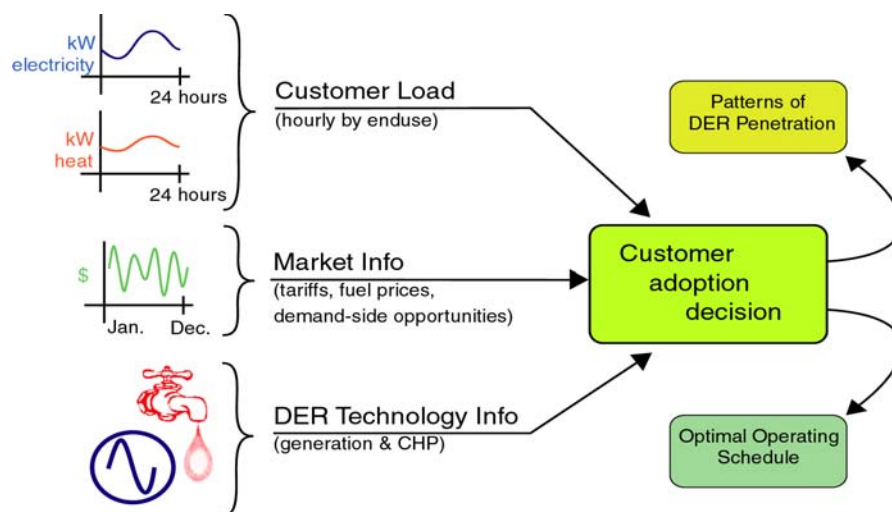 kW
electricity
24 hours
kW
heat
24 hours
Customer Load
(hourly by enduse)
$
Jan.
Dec.
Market Info
(tariffs, fuel prices,
demand-side opportunities)
DER Technology Info
(generation & CHP)
Customer
adoption
decision
Patterns of
DER Penetration
Optimal Operating
Schedule